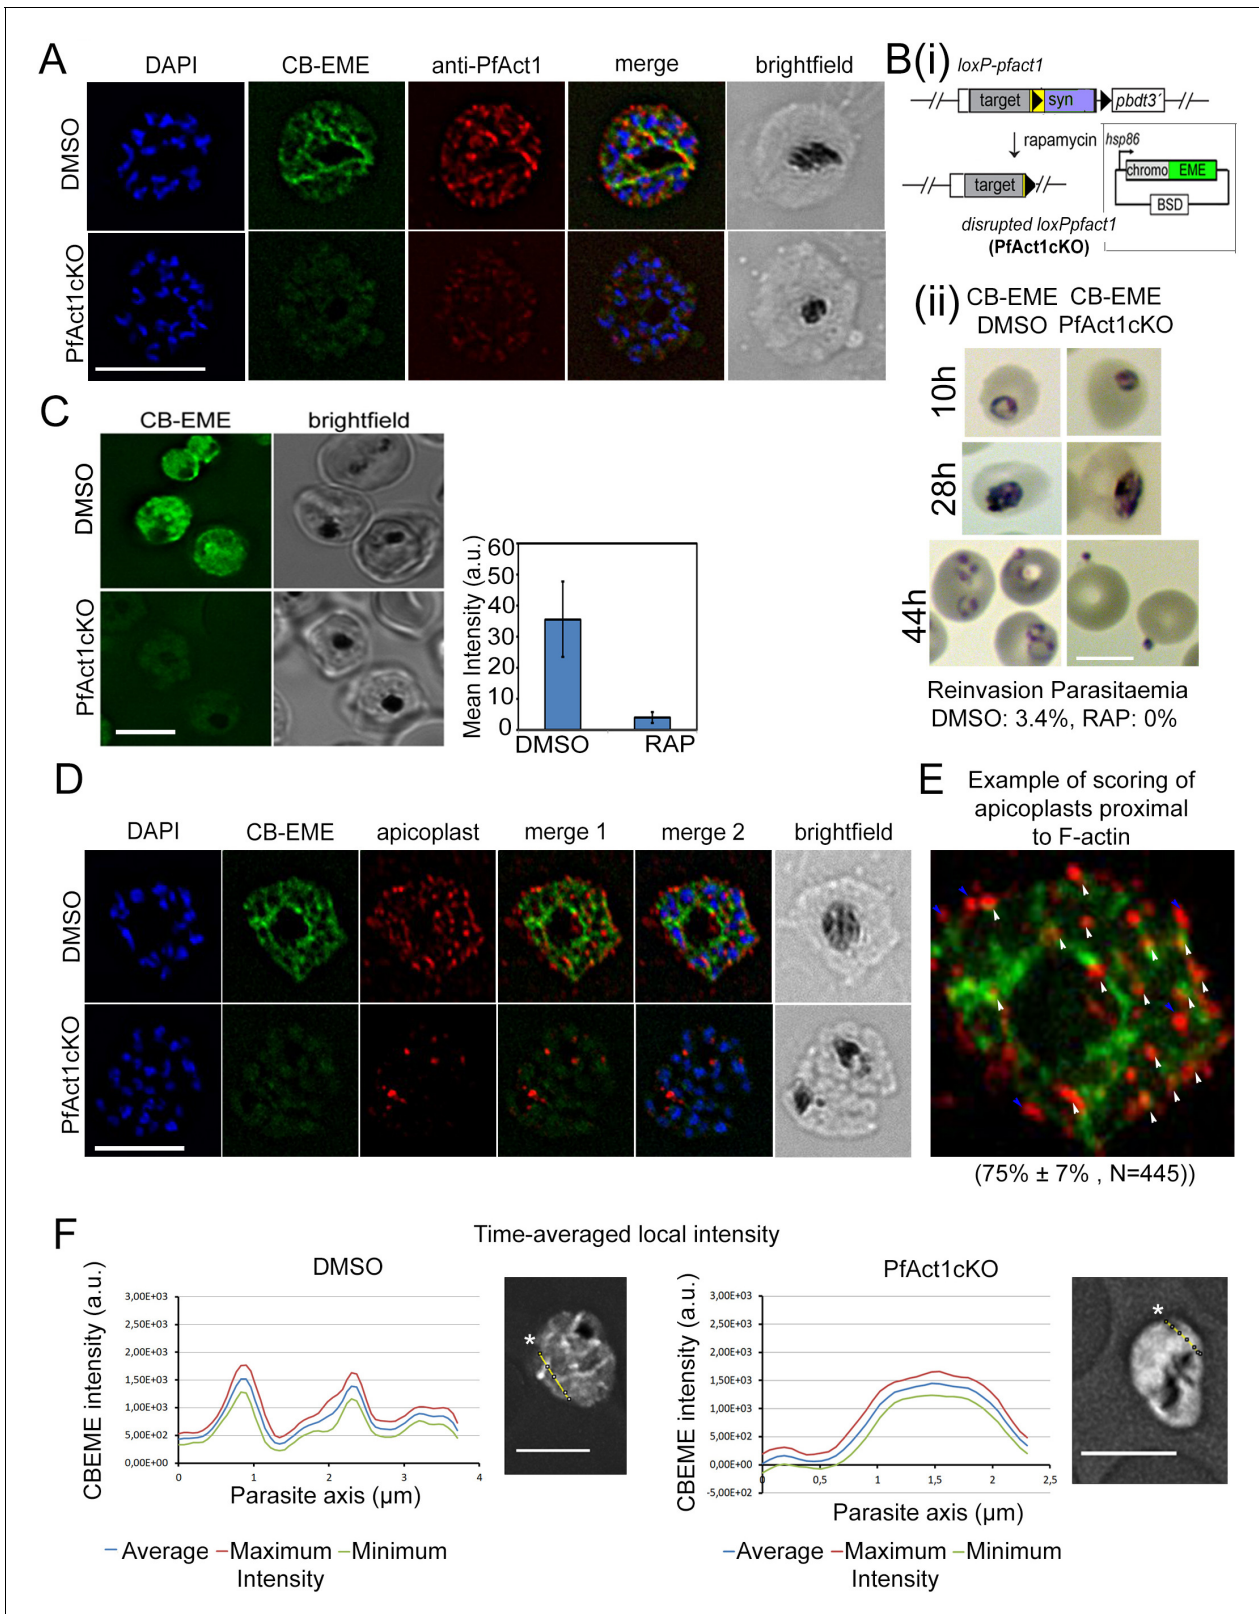 A
DAPI CB-EME anti-PfAct1 merge brightfield
DMSO
PfAct1cKO
B(i) loxP-pfact1
target syn pbdt3´
rapamycin
hsp86
chromo EME
BSD
target
disrupted loxPpfact1
(PfAct1cKO)
(ii) CB-EME CB-EME
DMSO PfAct1cKO
10h
28h
44h
Reinvasion Parasitaemia
DMSO: 3.4%, RAP: 0%
C
CB-EME brightfield
DMSO
PfAct1cKO
Mean Intensity (a.u.)
60
50
40
30
20
10
0
DMSO RAP
D
DAPI CB-EME apicoplast merge 1 merge 2 brightfield
DMSO
PfAct1cKO
E Example of scoring of
apicoplasts proximal
to F-actin
(75% ± 7% , N=445))
F
Time-averaged local intensity
DMSO
CBEME intensity (a.u.)
3,00E+03
2,50E+03
2,00E+03
1,50E+03
1,00E+03
5,00E+02
0,00E+00
0 1 2 3 4
Parasite axis (µm)
*
Average Maximum Minimum
Intensity
PfAct1cKO
CBEME intensity (a.u.)
3,00E+03
2,50E+03
2,00E+03
1,50E+03
1,00E+03
5,00E+02
0,00E+00
-5,00E+02
0 0,5 1 1,5 2 2,5
Parasite axis (µm)
*
Average Maximum Minimum
Intensity